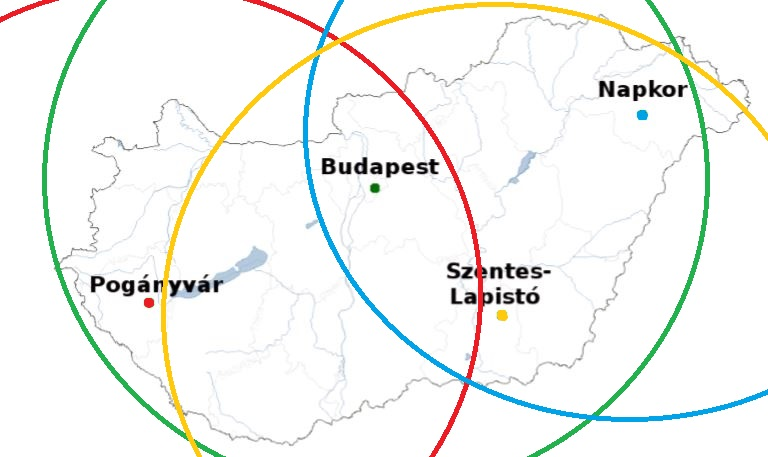 Napkor
Budapest
Szentes-
Lapistó
Pogányvár